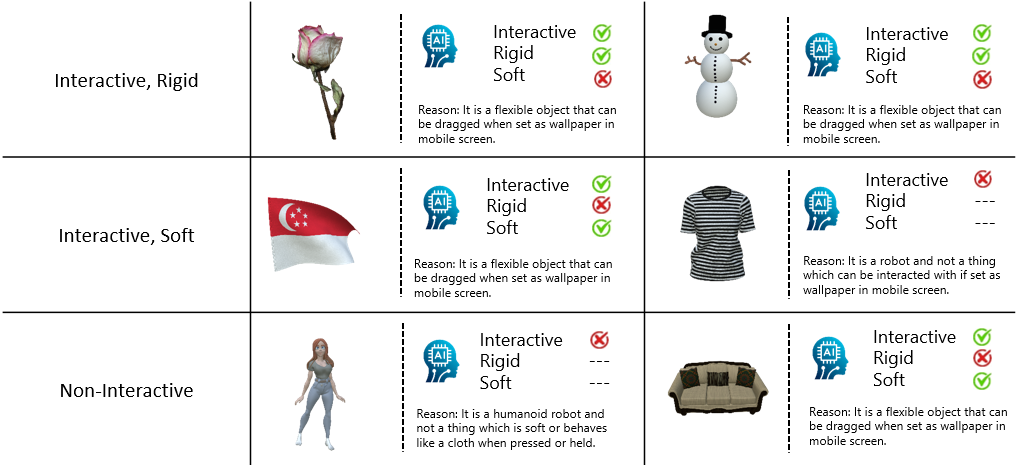 Interactive, Rigid
AI
Interactive
Rigid
Soft
Reason: It is a flexible object that can
be dragged when set as wallpaper in
mobile screen.
AI
Interactive
Rigid
Soft
Reason: It is a flexible object that can
be dragged when set as wallpaper in
mobile screen.
Interactive, Soft
AI
Interactive
Rigid
Soft
Reason: It is a flexible object that can
be dragged when set as wallpaper in
mobile screen.
AI
Interactive
Rigid ---
Soft ---
Reason: It is a robot and not a thing
which can be interacted with if set as
wallpaper in mobile screen.
Non-Interactive
AI
Interactive
Rigid ---
Soft ---
Reason: It is a humanoid robot and
not a thing which is soft or behaves
like a cloth when pressed or held.
AI
Interactive
Rigid
Soft
Reason: It is a flexible object that can
be dragged when set as wallpaper in
mobile screen.